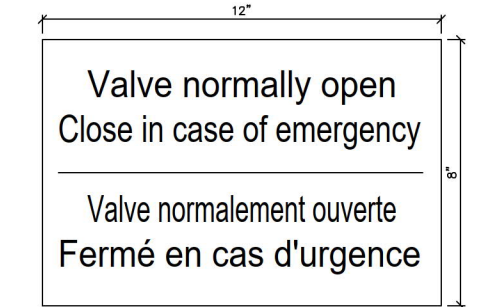 12"
Valve normally open
Close in case of emergency
8"
Valve normalement ouverte
Fermé en cas d'urgence